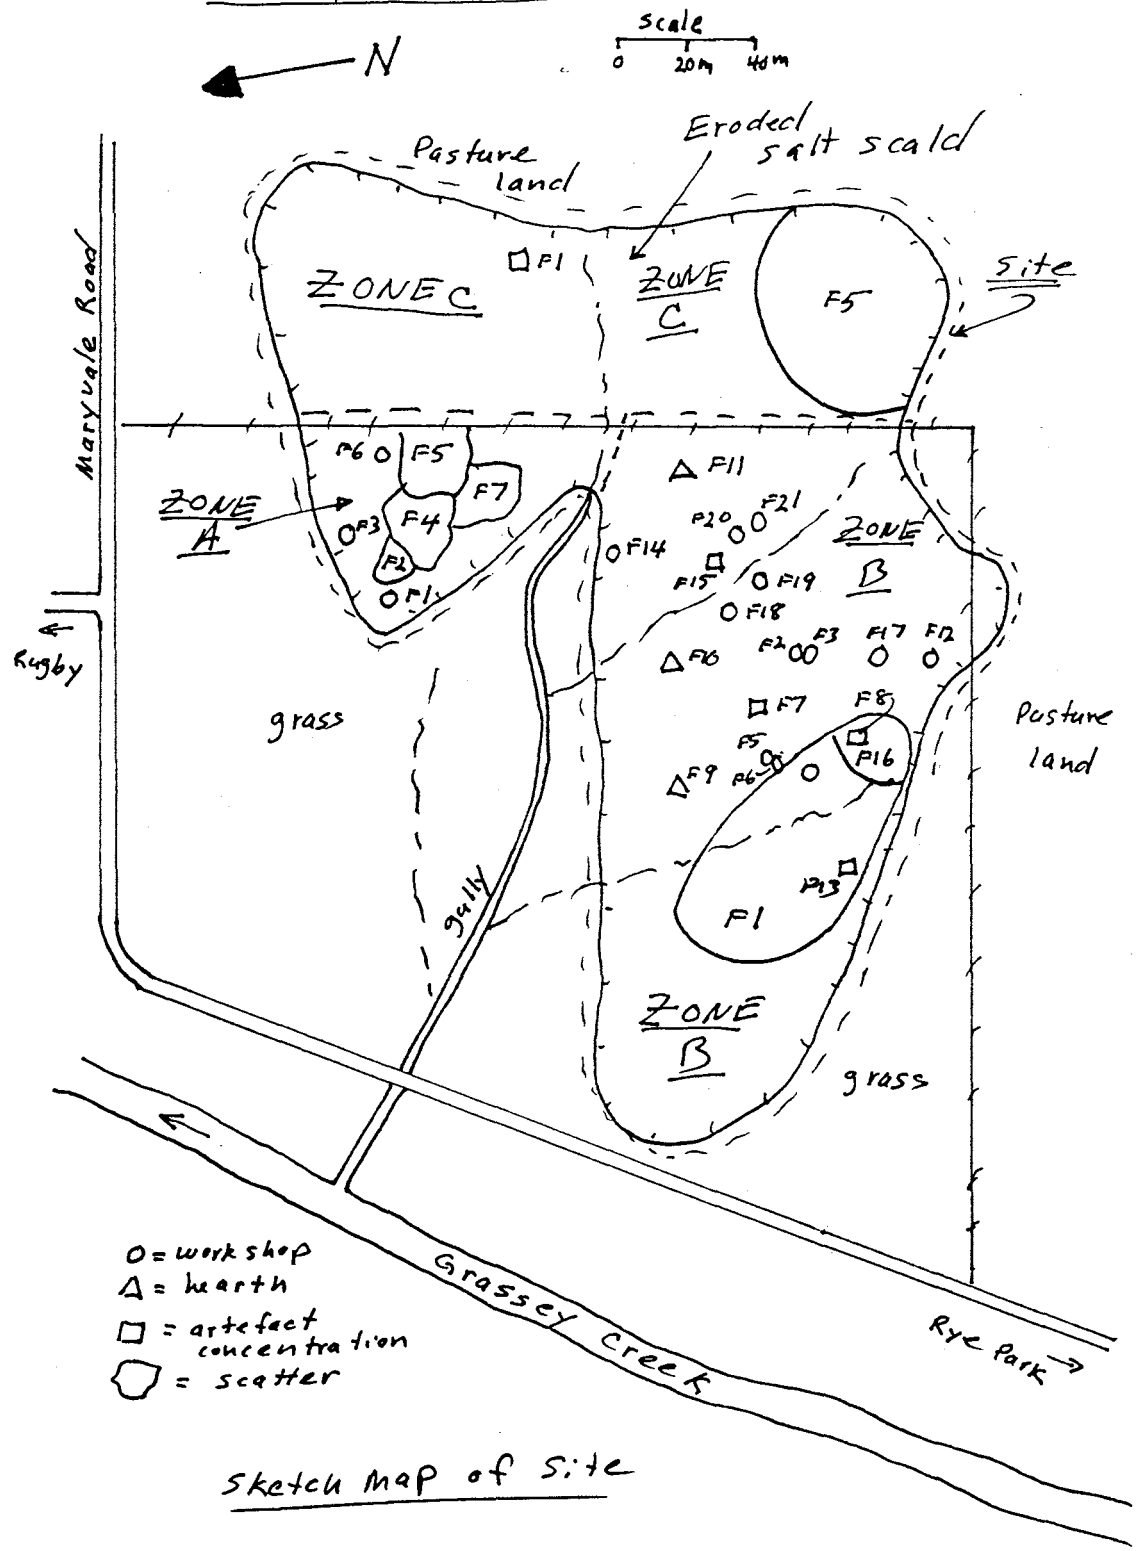 scale
0 20m 40m
N
Eroded
salt scald
Pasture
land
F1
ZONE C
ZONE
C
F5
site
Maryvale Road
F6
F5
F7
ZONE
A
F3
F4
F2
F1
F11
F20
F21
F14
ZONE
B
F15
F19
F18
F2
F3
F17
F12
F10
Rugby
grass
F7
F8
Pasture
land
F5
F6
F16
F9
F13
F1
gully
ZONE
B
grass
O = workshop
△ = hearth
□ = artefact
concentration
= scatter
Grassey Creek
Rye Park
Sketch Map of Site